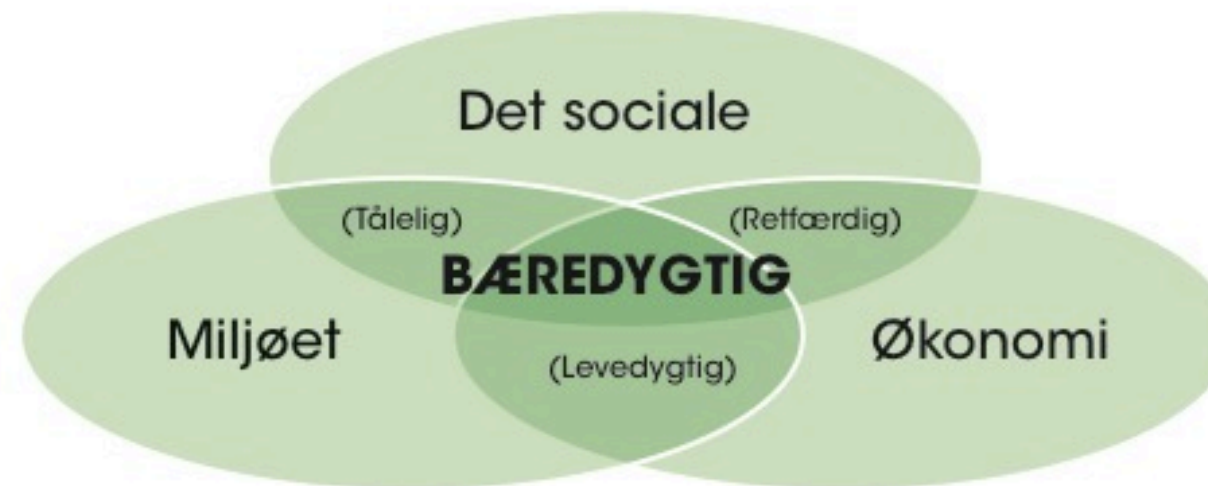 Det sociale
(Tålelig)
(Retfærdig)
BÆREDYGTIG
Miljøet
Økonomi
(Levedygtig)